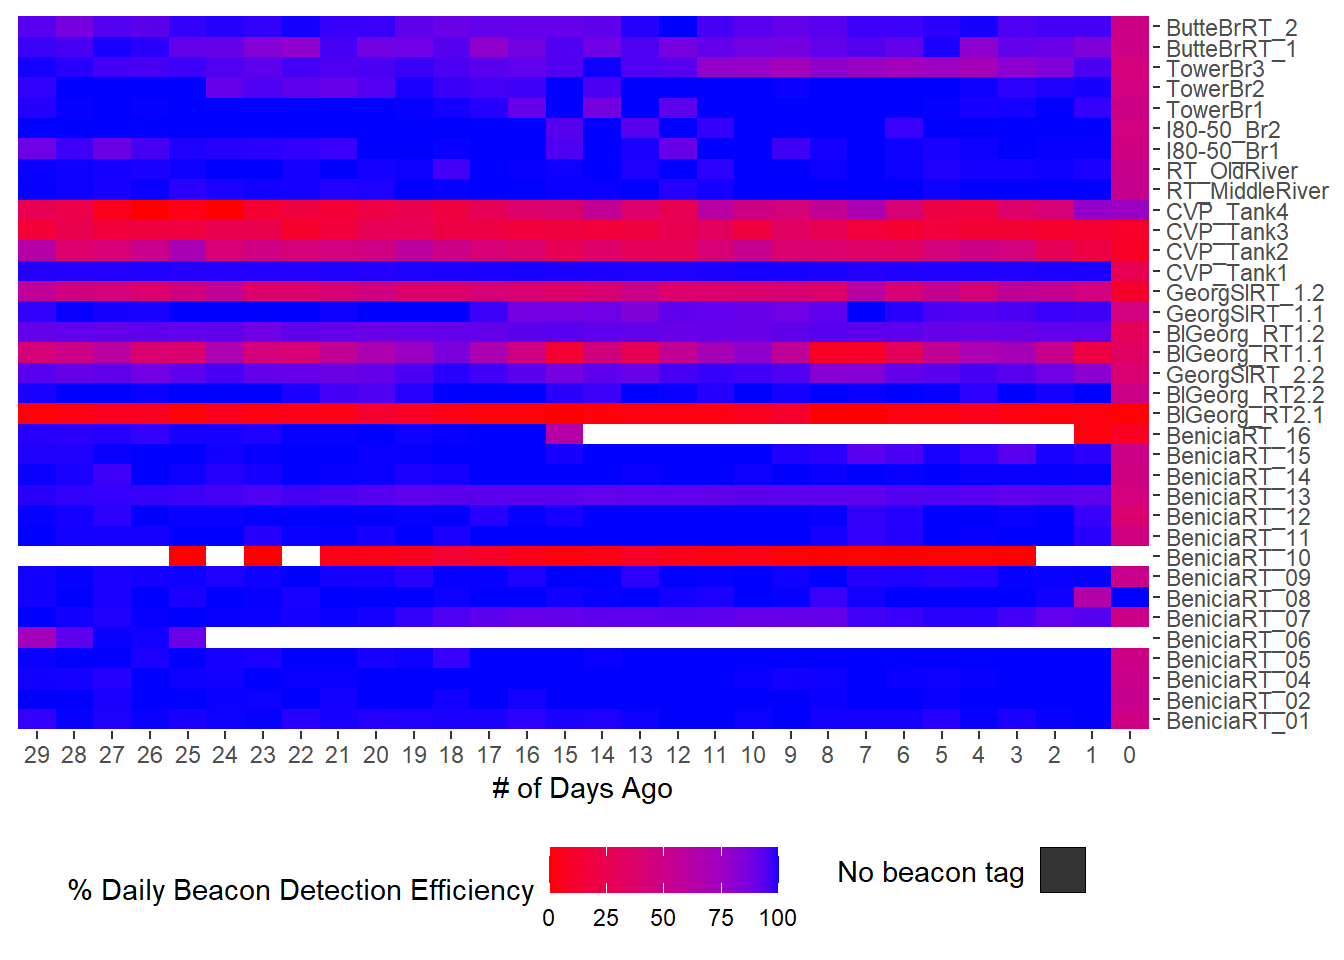 ButteBrRT_2
ButteBrRT_1
TowerBr3
TowerBr2
TowerBr1
I80-50_Br2
I80-50_Br1
RT_OldRiver
RT_MiddleRiver
CVP_Tank4
CVP_Tank3
CVP_Tank2
CVP_Tank1
GeorgSlRT_1.2
GeorgSlRT_1.1
BlGeorg_RT1.2
BlGeorg_RT1.1
GeorgSlRT_2.2
BlGeorg_RT2.2
BlGeorg_RT2.1
BeniciaRT_16
BeniciaRT_15
BeniciaRT_14
BeniciaRT_13
BeniciaRT_12
BeniciaRT_11
BeniciaRT_10
BeniciaRT_09
BeniciaRT_08
BeniciaRT_07
BeniciaRT_06
BeniciaRT_05
BeniciaRT_04
BeniciaRT_02
BeniciaRT_01
29 28 27 26 25 24 23 22 21 20 19 18 17 16 15 14 13 12 11 10 9 8 7 6 5 4 3 2 1 0
# of Days Ago
% Daily Beacon Detection Efficiency
0 25 50 75 100
No beacon tag